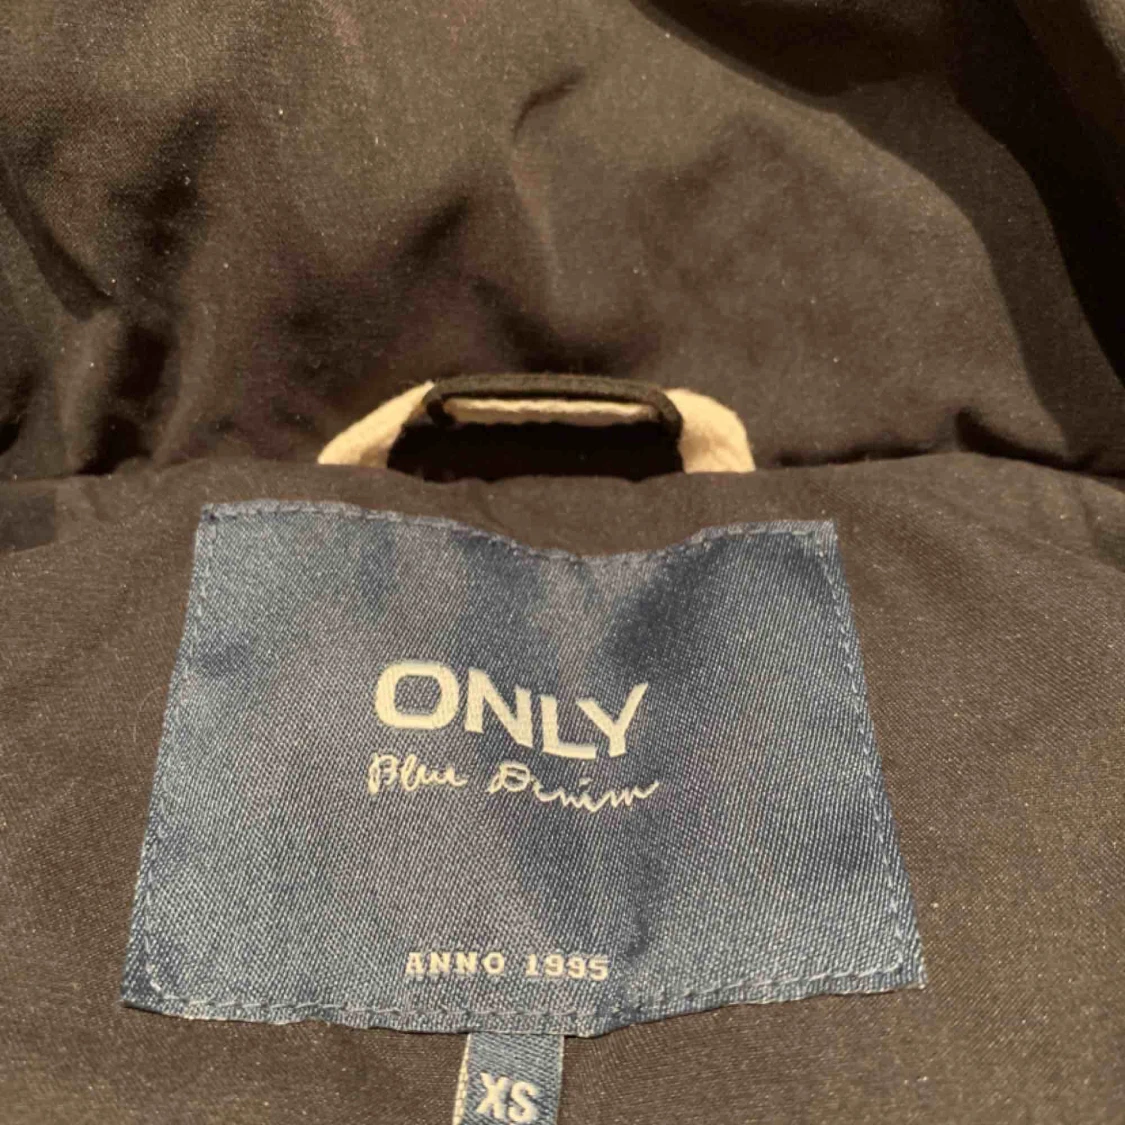 ONLY
Blue Denim
ANNO 1995
XS